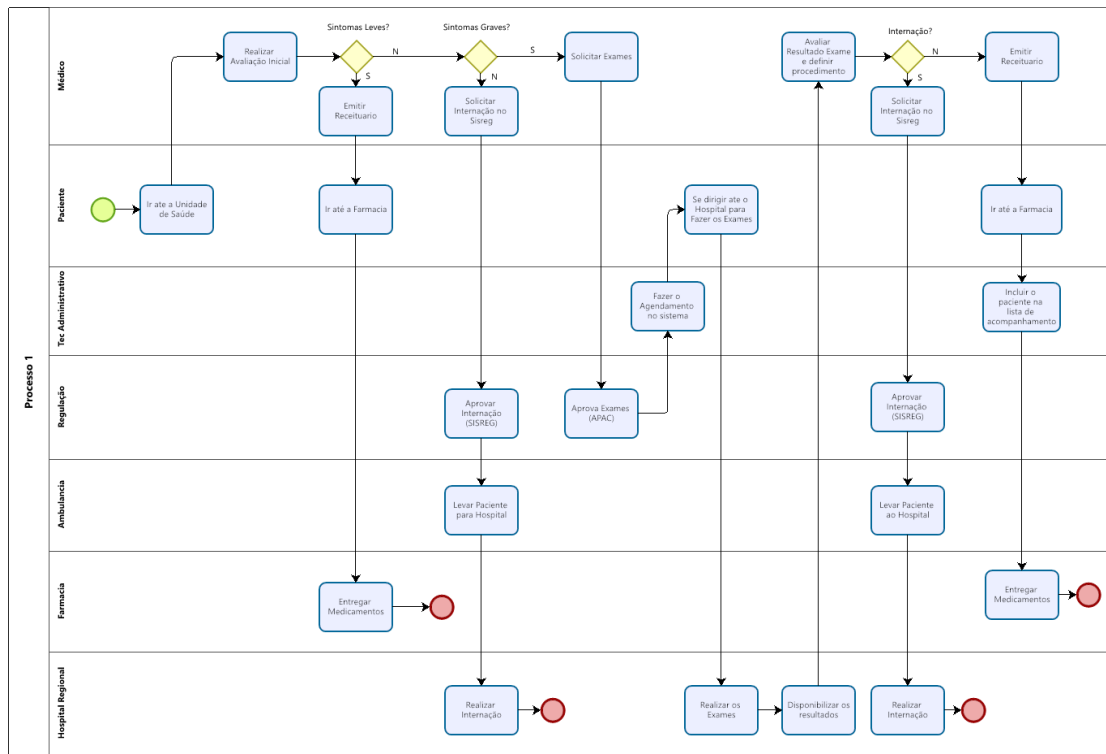 Processo 1
Médico
Realizar
Avaliação Inicial
Sintomas Leves?
N
S
Emitir
Receituario
Sintomas Graves?
S
N
Solicitar
Internação no
Sisreg
Solicitar Exames
Avaliar
Resultado Exame
e definir
procedimento
Internação?
N
S
Solicitar
Internação no
Sisreg
Emitir
Receituario
Paciente
Ir ate a Unidade
de Saúde
Ir até a Farmacia
Se dirigir ate o
Hospital para
Fazer os Exames
Ir até a Farmacia
Tec Administrativo
Fazer o
Agendamento
no sistema
Incluir o
paciente na
lista de
acompanhamento
Regulação
Aprovar
Internação
(SISREG)
Aprova Exames
(APAC)
Aprovar
Internação
(SISREG)
Ambulancia
Levar Paciente
para Hospital
Levar Paciente
ao Hospital
Farmacia
Entregar
Medicamentos
Entregar
Medicamentos
Hospital Regional
Realizar
Internação
Realizar os
Exames
Disponibilizar os
resultados
Realizar
Internação